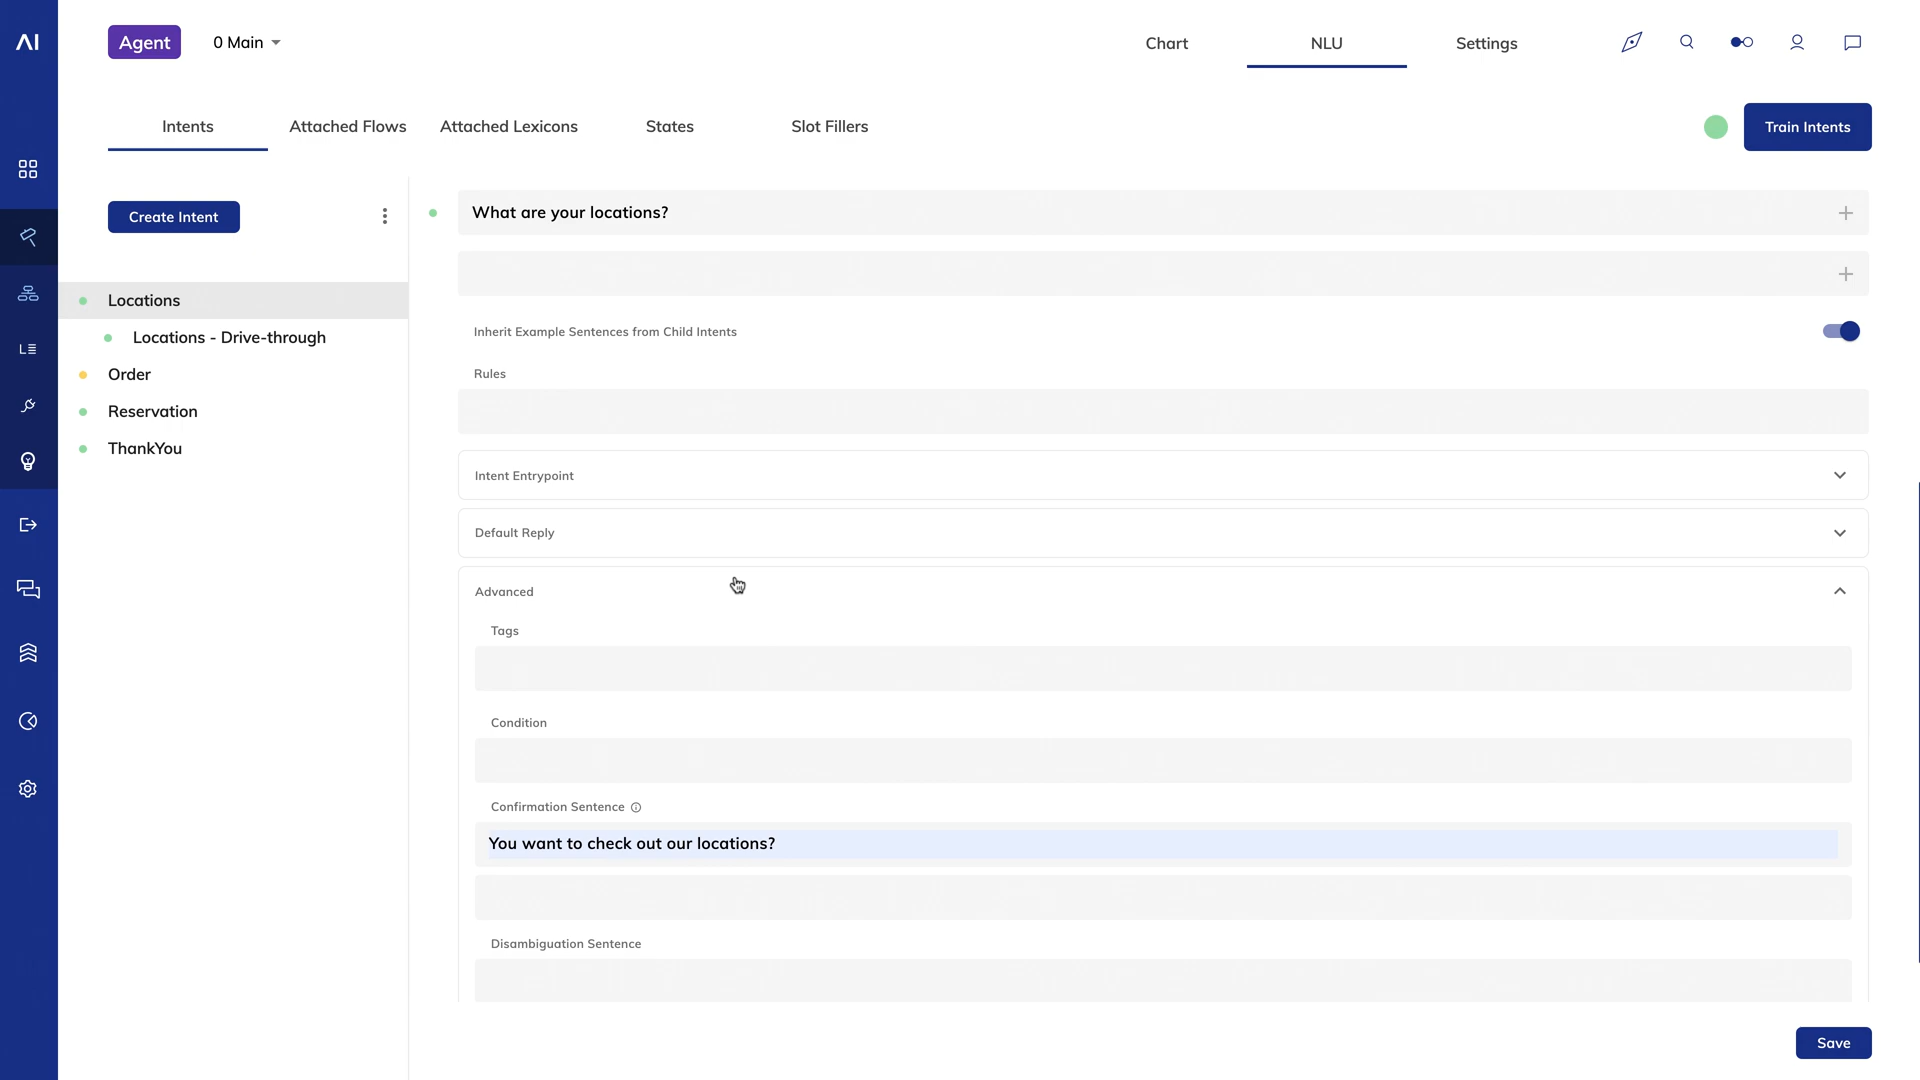 AI
Agent
0 Main
Chart
NLU
Settings
Intents
Attached Flows
Attached Lexicons
States
Slot Fillers
Train Intents
Create Intent
Locations
Locations - Drive-through
Order
Reservation
ThankYou
What are your locations?
Inherit Example Sentences from Child Intents
Rules
Intent Entrypoint
Default Reply
Advanced
Tags
Condition
Confirmation Sentence
You want to check out our locations?
Disambiguation Sentence
Save